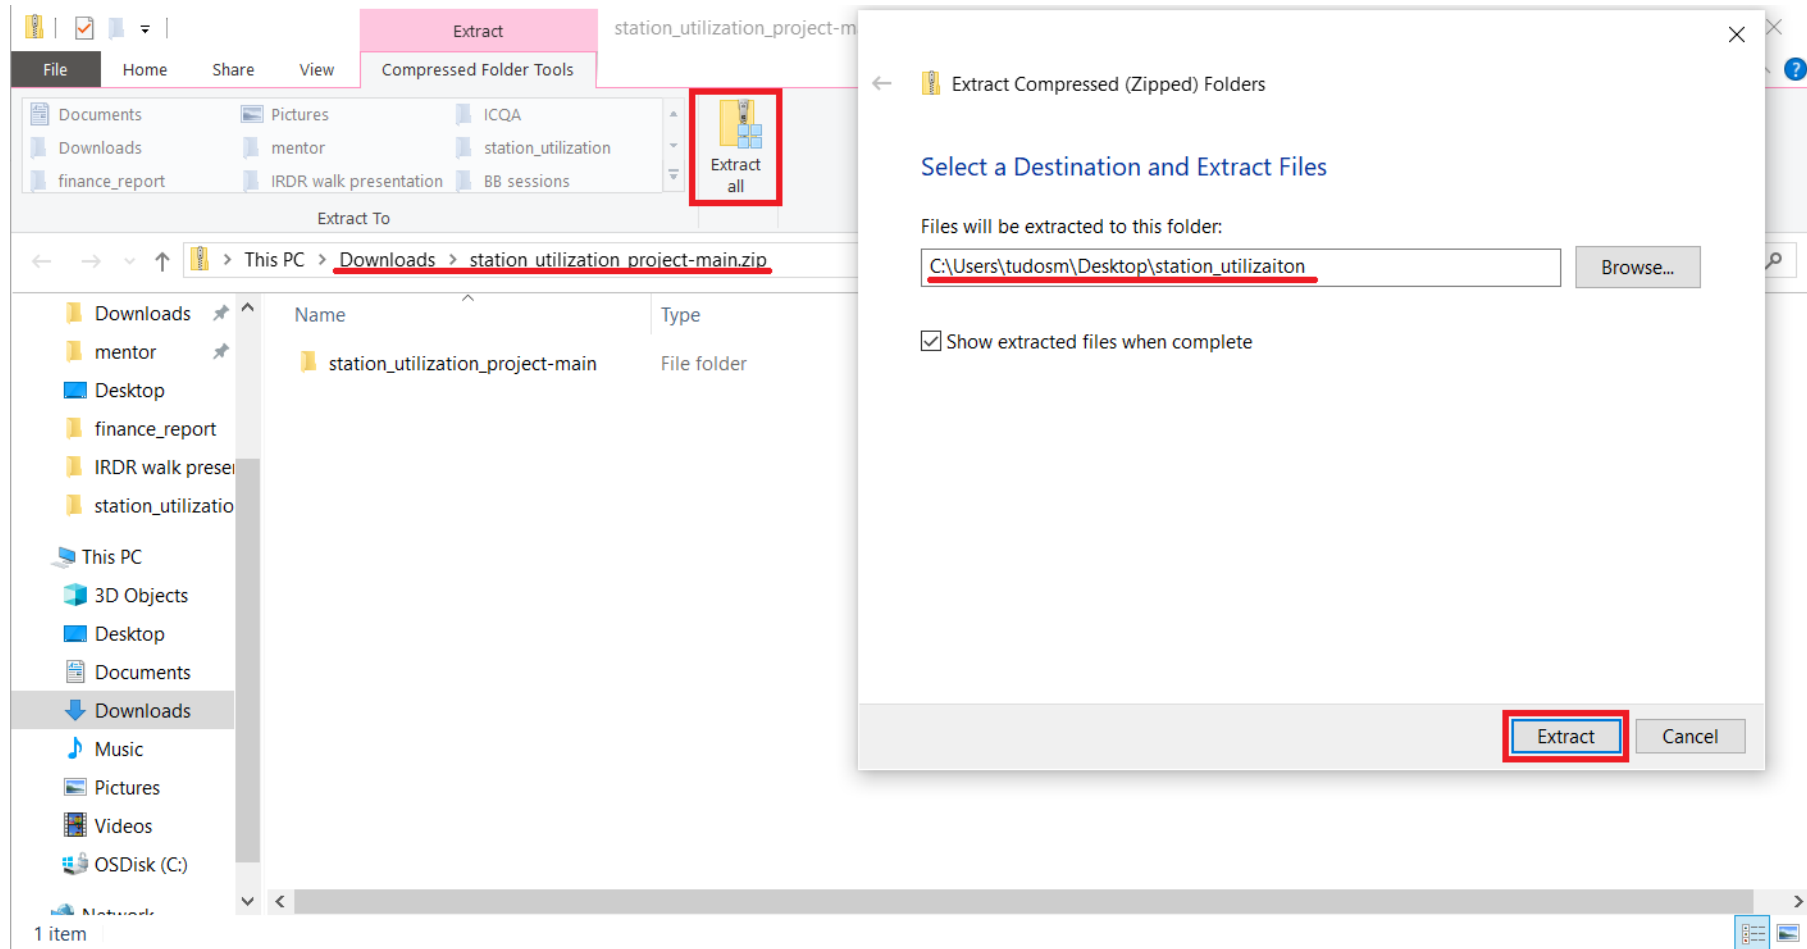 Extract
station_utilization_project-m
File
Home
Share
View
Compressed Folder Tools
Documents
Pictures
ICQA
Downloads
mentor
station_utilization
finance_report
IRDR walk presentation
BB sessions
Extract To
Extract
all
This PC > Downloads > station_utilization_project-main.zip
Downloads
mentor
Desktop
finance_report
IRDR walk preser
station_utilizatio
This PC
3D Objects
Desktop
Documents
Downloads
Music
Pictures
Videos
OSDisk (C:)
Network
Name
Type
station_utilization_project-main
File folder
1 item
Extract Compressed (Zipped) Folders
Select a Destination and Extract Files
Files will be extracted to this folder:
C:\Users\tudosm\Desktop\station_utilizaiton
Browse...
Show extracted files when complete
Extract
Cancel